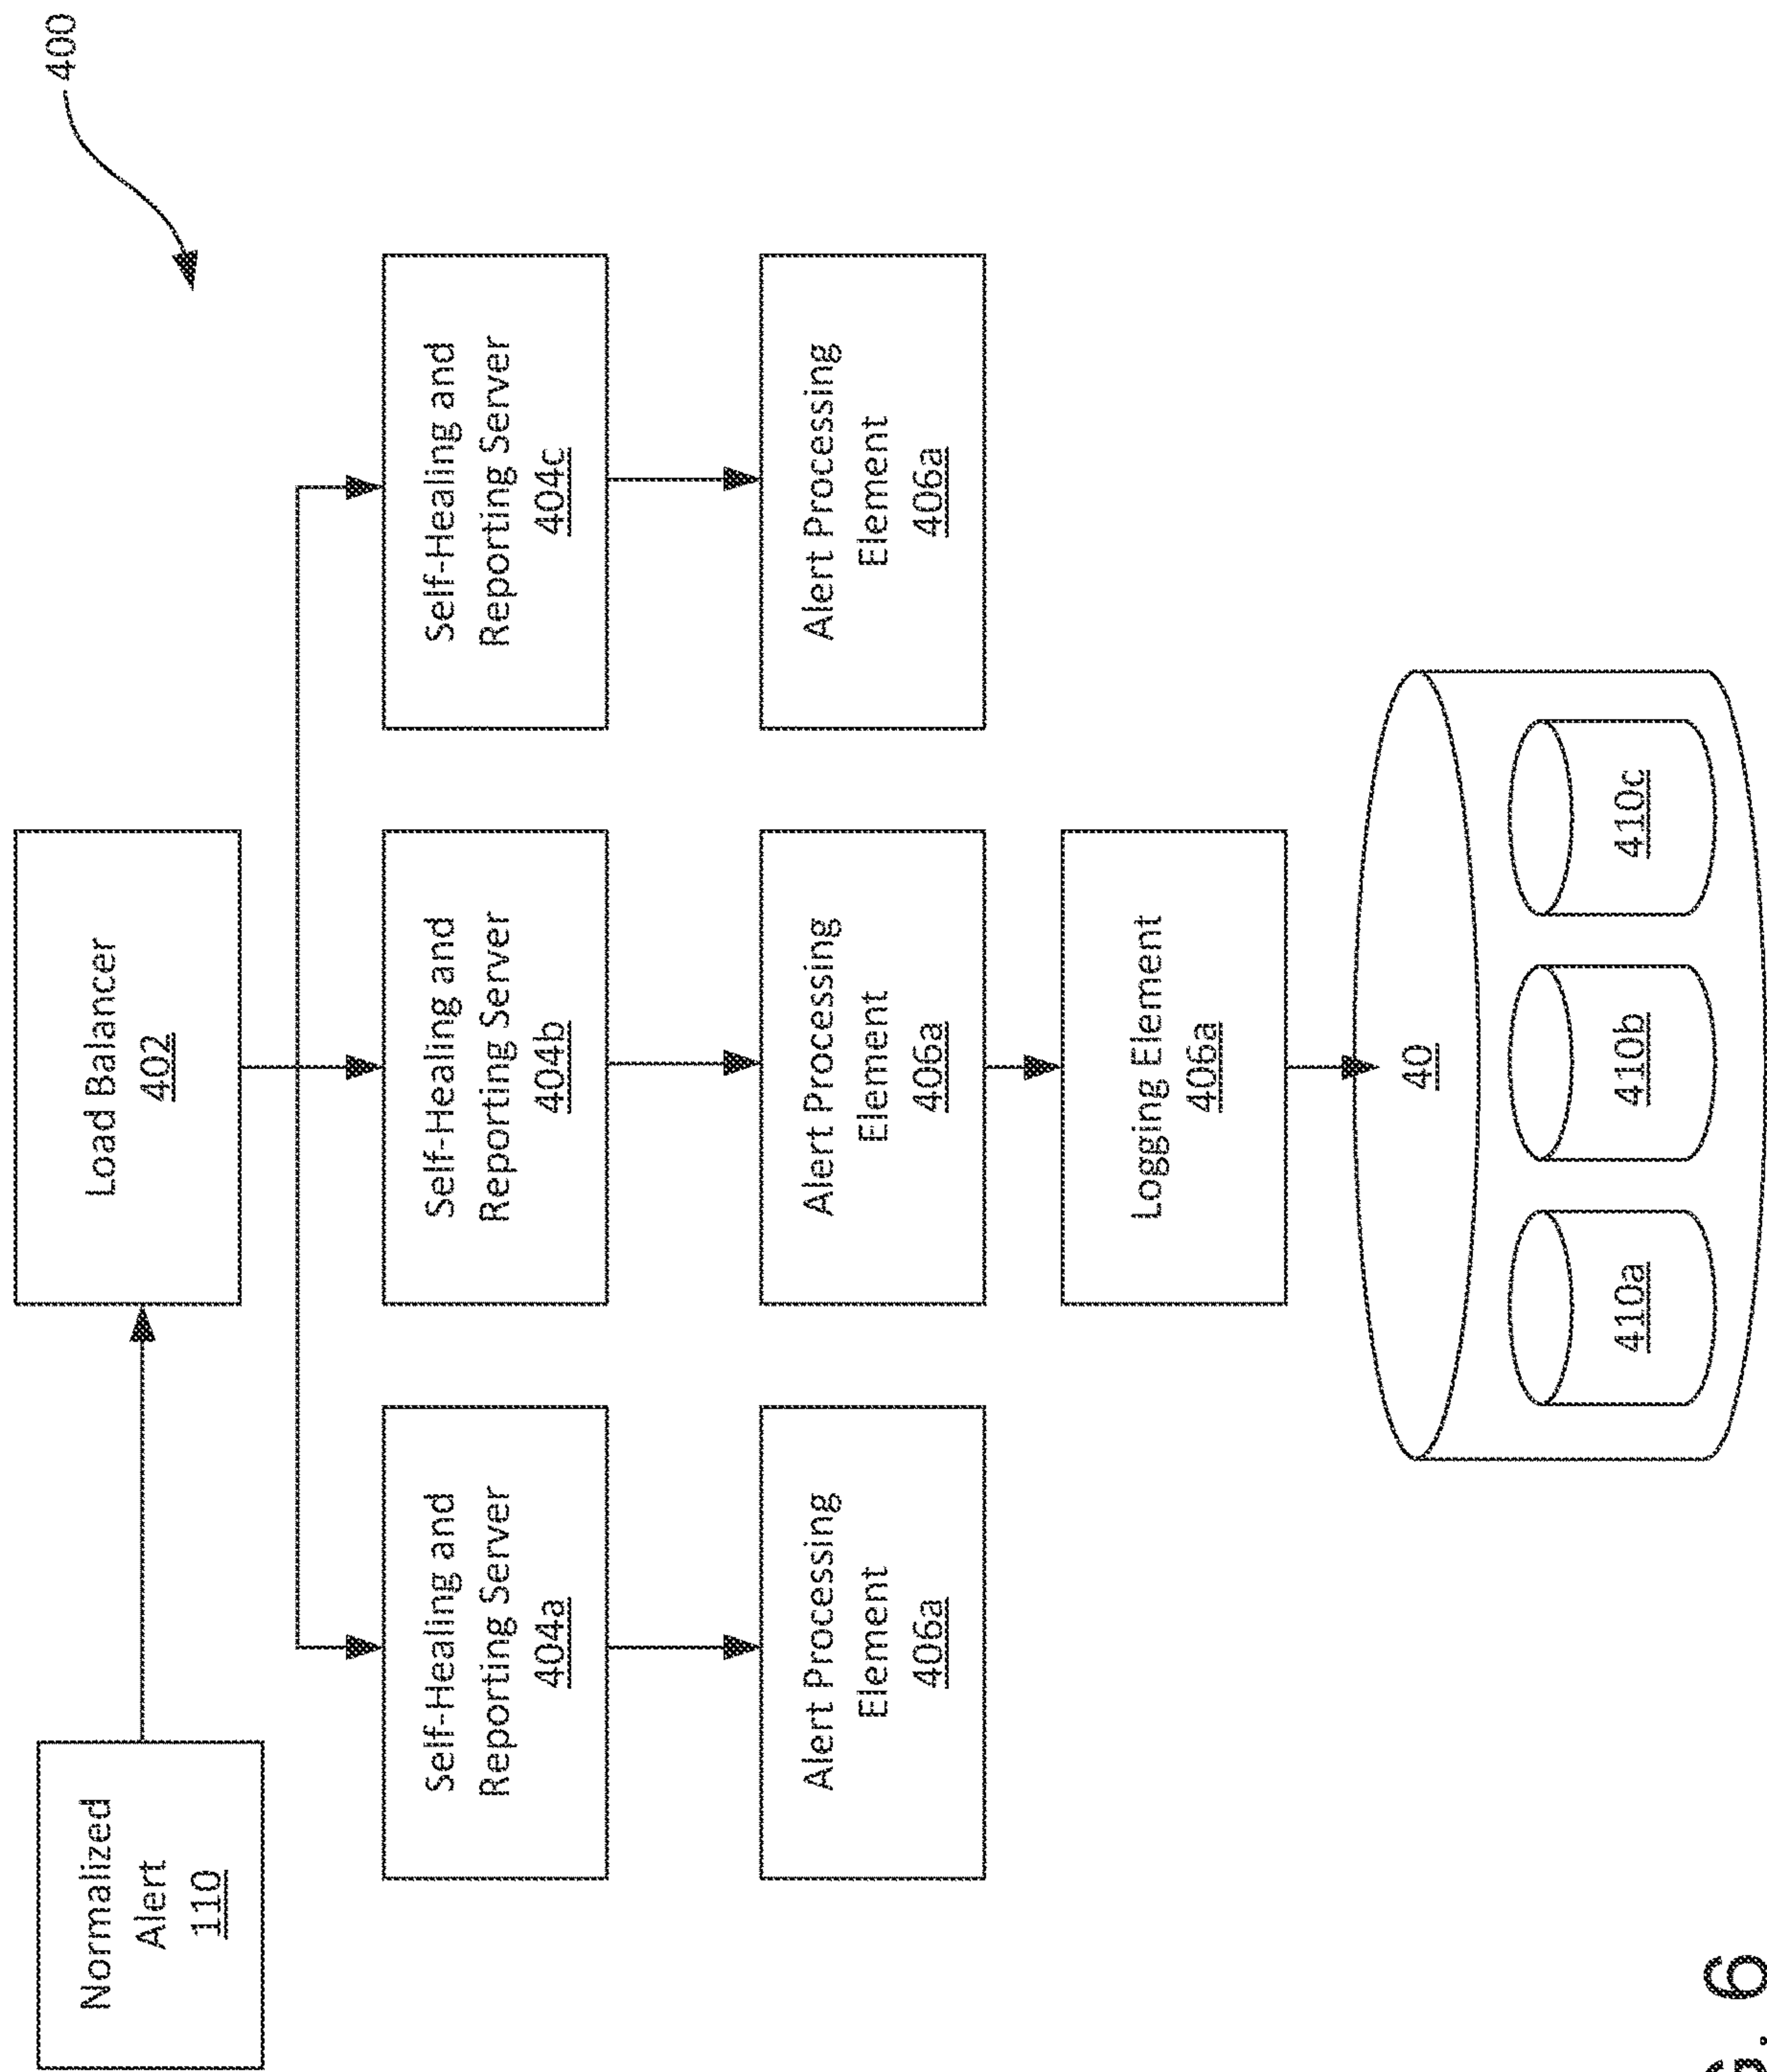 400
Normalized
Alert
110
Load Balancer
402
Self-Healing and
Reporting Server
404a
Self-Healing and
Reporting Server
404b
Self-Healing and
Reporting Server
404c
Alert Processing
Element
406a
Alert Processing
Element
406a
Alert Processing
Element
406a
Logging Element
406a
40
410a
410b
410c
G. 6